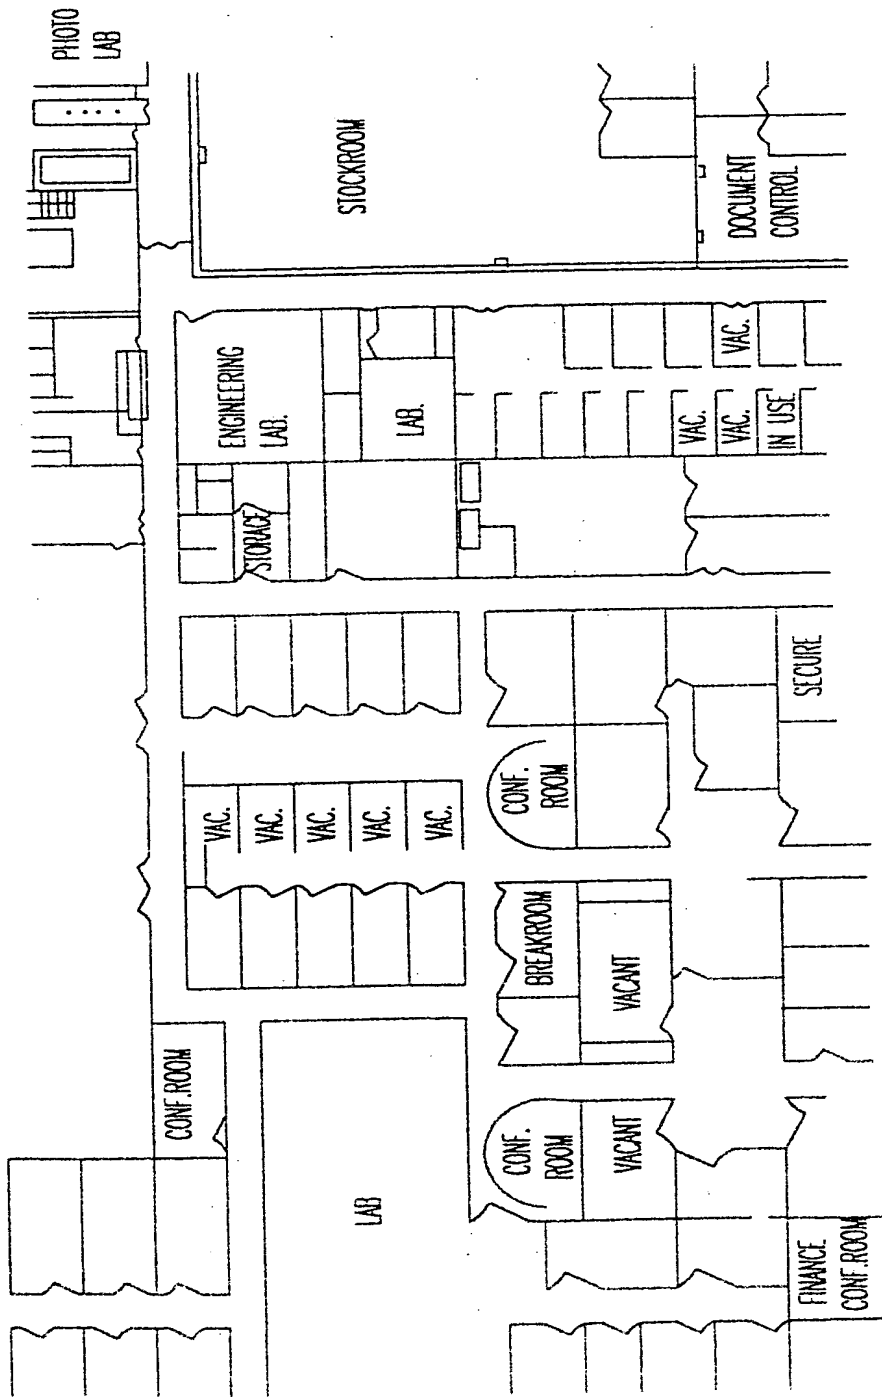 PHOTO
LAB
CONF.ROOM
VAC.
VAC.
VAC.
VAC.
VAC.
STORAGE
ENGINEERING
LAB.
LAB
STOCKROOM
LAB.
CONF.
ROOM
BREAKROOM
CONF.
ROOM
VACANT
VACANT
VAC.
VAC.
VAC.
IN USE
DOCUMENT
CONTROL
FINANCE
CONF.ROOM
SECURE